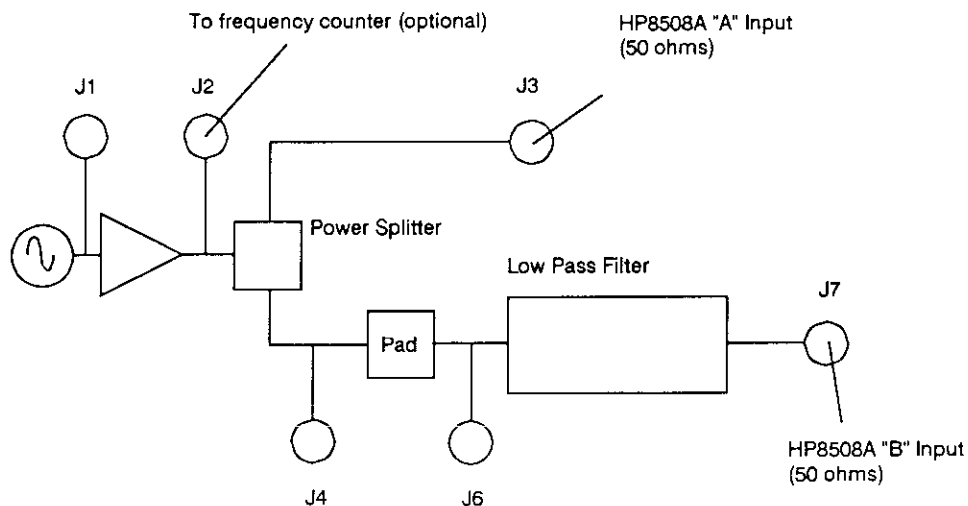 To frequency counter (optional)
HP8508A "A" Input
(50 ohms)
J1
J2
J3
Power Splitter
Low Pass Filter
J7
Pad
HP8508A "B" Input
(50 ohms)
J4
J6